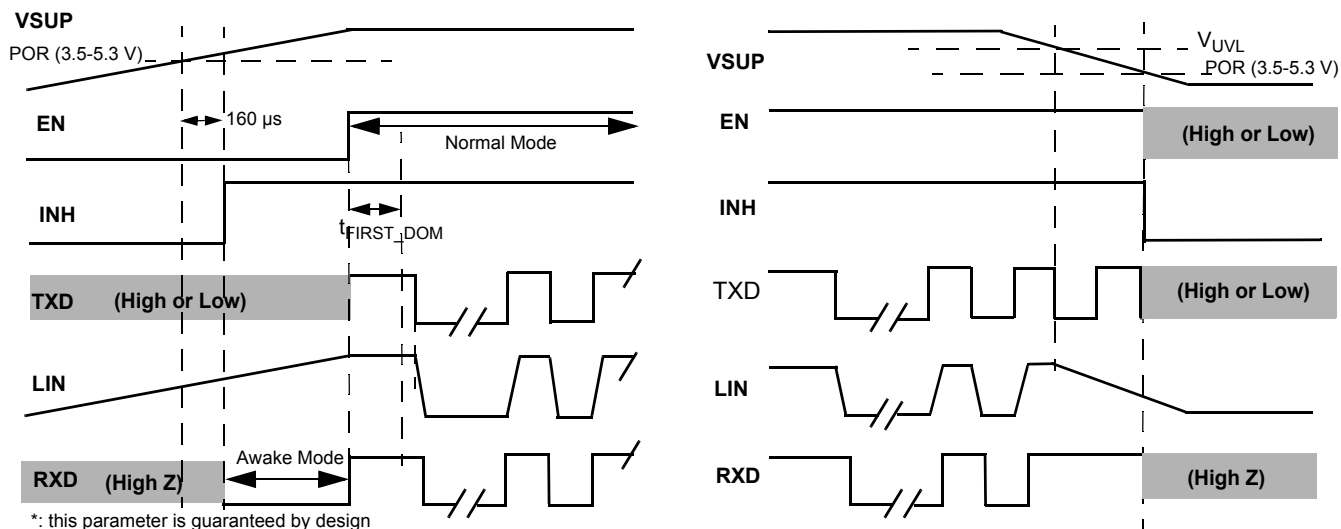 VSUP
POR (3.5-5.3 V)
160 µs
EN
Normal Mode
INH
tFIRST_DOM
TXD (High or Low)
LIN
Awake Mode
RXD (High Z)
*: this parameter is guaranteed by design
VUVL
VSUP
POR (3.5-5.3 V)
EN
(High or Low)
INH
TXD
(High or Low)
LIN
RXD
(High Z)